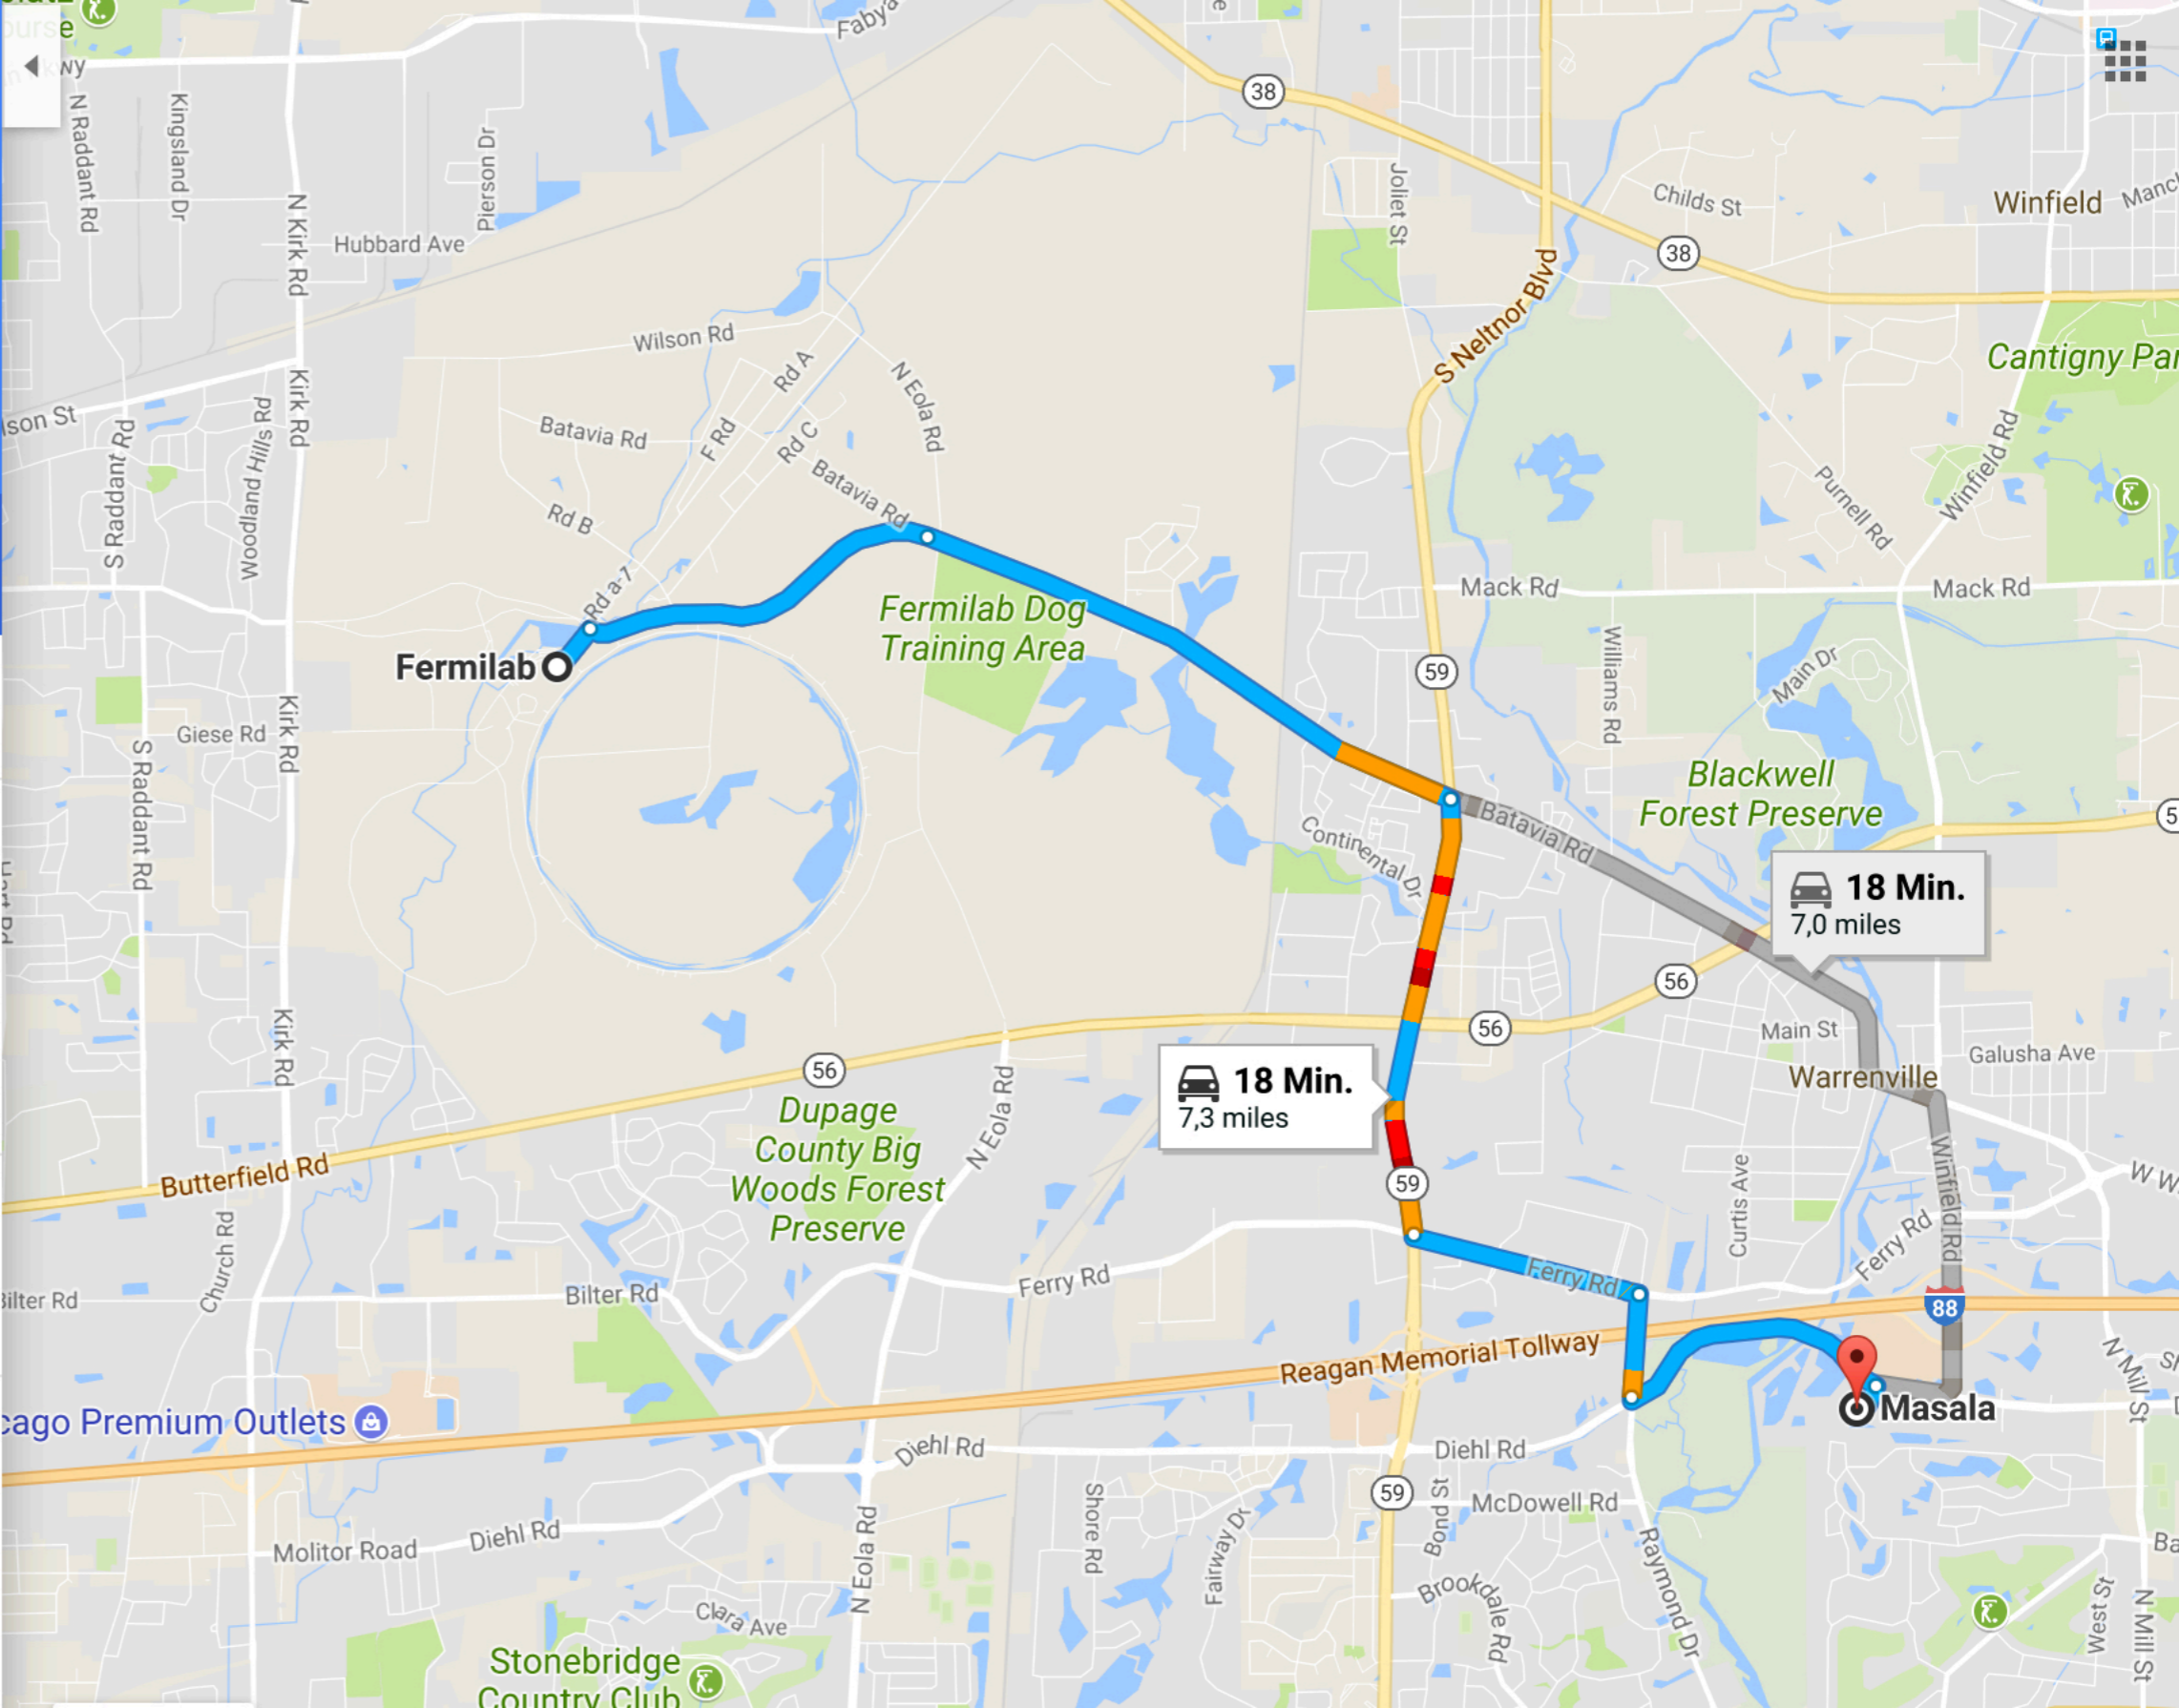 urse
wy
Fabya
38
N Raddant Rd
Kingsland Dr
Pierson Dr
N Kirk Rd
Hubbard Ave
Joliet St
Childs St
Winfield
38
S Neltnor Blvd
Wilson Rd
Rd A
N Eola Rd
Cantigny Par
Kirk Rd
lson St
Woodland Hills Rd
S Raddant Rd
Batavia Rd
F Rd
Rd C
Batavia Rd
Winfield Rd
Purnell Rd
Rd B
Rd a-1
Mack Rd
Mack Rd
Fermilab Dog
Training Area
Fermilab
59
Williams Rd
Main Dr
Giese Rd
Kirk Rd
S Raddant Rd
Blackwell
Forest Preserve
Batavia Rd
Continental Dr
18 Min.
7,0 miles
56
56
Main St
Galusha Ave
Kirk Rd
56
Warrenville
18 Min.
7,3 miles
Dupage
County Big
Woods Forest
Preserve
N Eola Rd
Butterfield Rd
59
Curtis Ave
Winfield Rd
Ferry Rd
Church Rd
Bilter Rd
Bilter Rd
Ferry Rd
Ferry Rd
88
Reagan Memorial Tollway
N Mill St
cago Premium Outlets
Masala
Diehl Rd
Diehl Rd
59
Bond St
McDowell Rd
Shore Rd
Fairway Dr
Molitor Road
Diehl Rd
N Eola Rd
Raymond Dr
Brookdale Rd
Clara Ave
West St
N Mill St
Stonebridge
Country Club